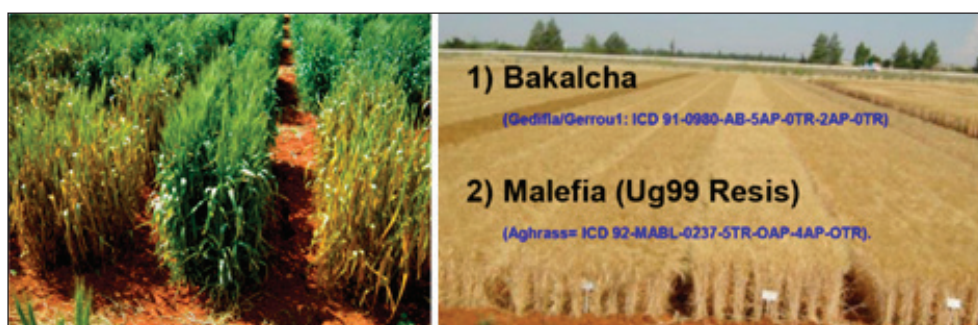 1) Bakalcha
(Gedifla/Gerrou1: ICD 91-0980-AB-5AP-0TR-2AP-0TR)
2) Malefia (Ug99 Resis)
(Aghrass= ICD 92-MABL-0237-5TR-OAP-4AP-OTR).